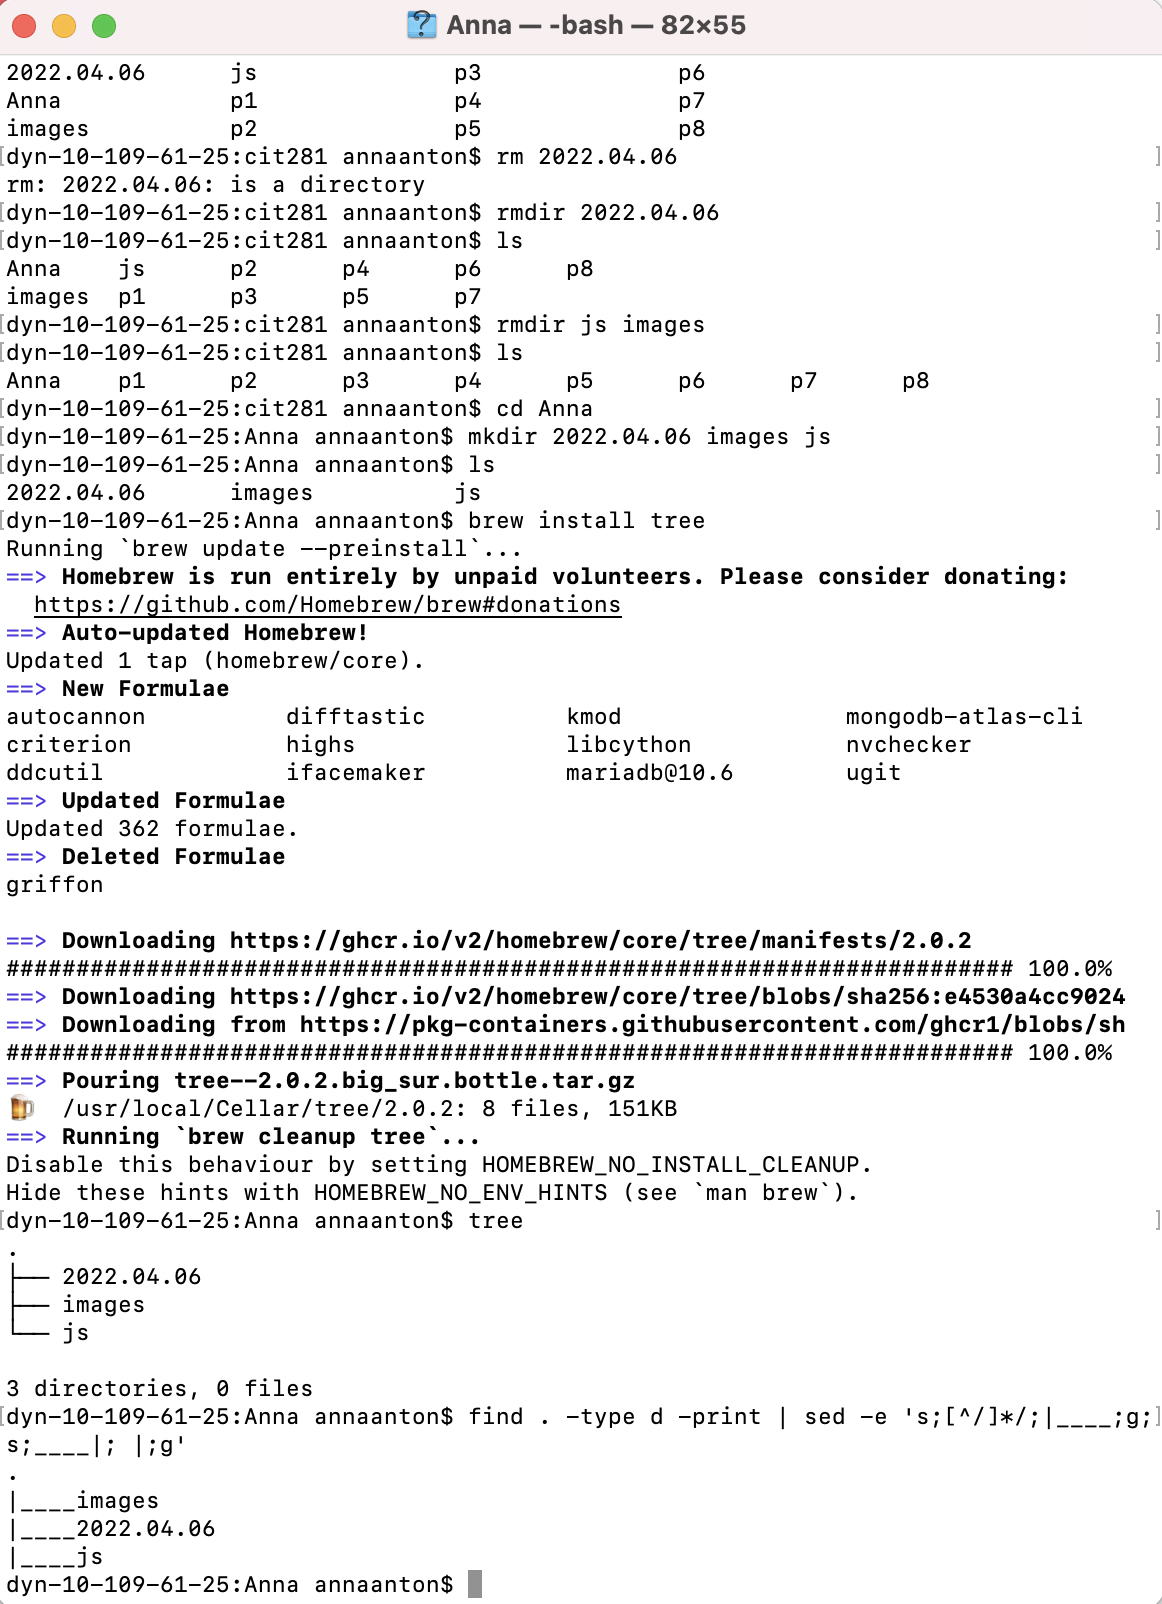 Anna — -bash — 82×55
2022.04.06      js              p3              p6
Anna            p1              p4              p7
images          p2              p5              p8
[dyn-10-109-61-25:cit281 annaanton$ rm 2022.04.06                                 ]
rm: 2022.04.06: is a directory
[dyn-10-109-61-25:cit281 annaanton$ rmdir 2022.04.06                              ]
[dyn-10-109-61-25:cit281 annaanton$ ls                                            ]
Anna    js      p2      p4      p6      p8
images  p1      p3      p5      p7
[dyn-10-109-61-25:cit281 annaanton$ rmdir js images                               ]
[dyn-10-109-61-25:cit281 annaanton$ ls                                            ]
Anna    p1      p2      p3      p4      p5      p6      p7      p8
[dyn-10-109-61-25:cit281 annaanton$ cd Anna                                       ]
[dyn-10-109-61-25:Anna annaanton$ mkdir 2022.04.06 images js                      ]
[dyn-10-109-61-25:Anna annaanton$ ls                                              ]
2022.04.06      images          js
[dyn-10-109-61-25:Anna annaanton$ brew install tree                               ]
Running `brew update --preinstall`...
==> Homebrew is run entirely by unpaid volunteers. Please consider donating:
  https://github.com/Homebrew/brew#donations
==> Auto-updated Homebrew!
Updated 1 tap (homebrew/core).
==> New Formulae
autocannon          difftastic          kmod                mongodb-atlas-cli
criterion           highs               libcython           nvchecker
ddcutil             ifacemaker          mariadb@10.6        ugit
==> Updated Formulae
Updated 362 formulae.
==> Deleted Formulae
griffon
==> Downloading https://ghcr.io/v2/homebrew/core/tree/manifests/2.0.2
######################################################################## 100.0%
==> Downloading https://ghcr.io/v2/homebrew/core/tree/blobs/sha256:e4530a4cc9024
==> Downloading from https://pkg-containers.githubusercontent.com/ghcr1/blobs/sh
######################################################################## 100.0%
==> Pouring tree--2.0.2.big_sur.bottle.tar.gz
🍺  /usr/local/Cellar/tree/2.0.2: 8 files, 151KB
==> Running `brew cleanup tree`...
Disable this behaviour by setting HOMEBREW_NO_INSTALL_CLEANUP.
Hide these hints with HOMEBREW_NO_ENV_HINTS (see `man brew`).
[dyn-10-109-61-25:Anna annaanton$ tree                                            ]
.
├── 2022.04.06
├── images
└── js
3 directories, 0 files
[dyn-10-109-61-25:Anna annaanton$ find . -type d -print | sed -e 's;[^/]*/;|____;g;]
s;____|; |;g'
.
|____images
|____2022.04.06
|____js
dyn-10-109-61-25:Anna annaanton$